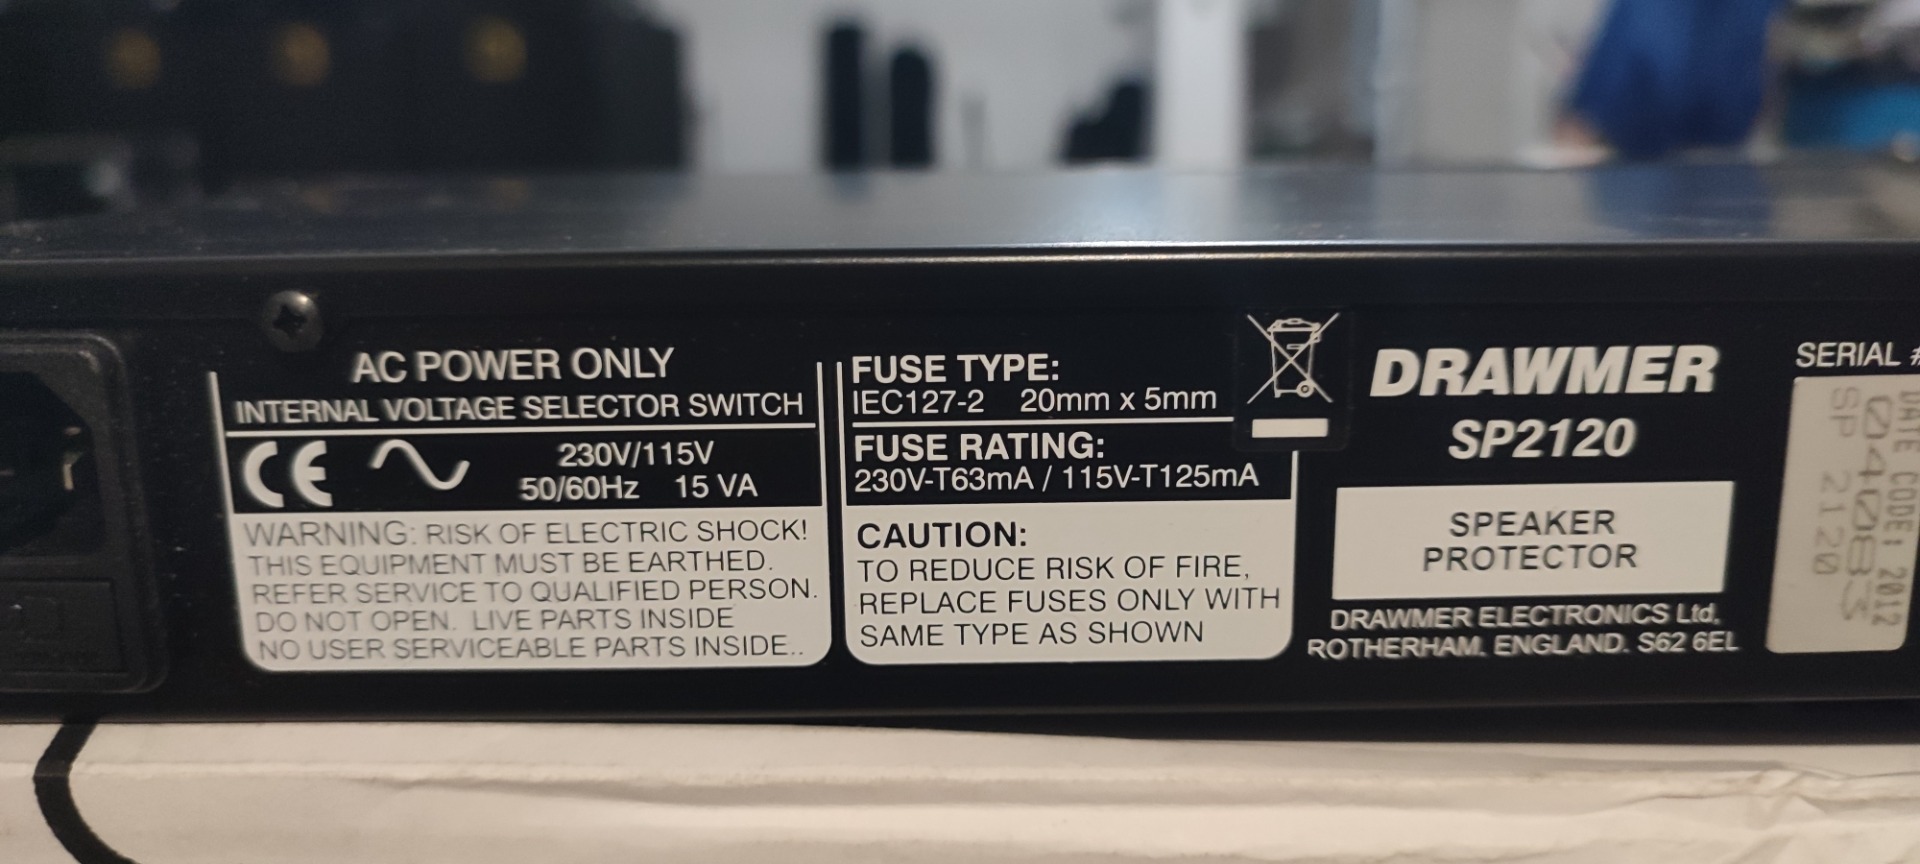 AC POWER ONLY
INTERNAL VOLTAGE SELECTOR SWITCH
CE 230V/115V
50/60Hz 15 VA
WARNING: RISK OF ELECTRIC SHOCK!
THIS EQUIPMENT MUST BE EARTHED.
REFER SERVICE TO QUALIFIED PERSON.
DO NOT OPEN. LIVE PARTS INSIDE
NO USER SERVICEABLE PARTS INSIDE..
FUSE TYPE:
IEC127-2 20mm x 5mm
FUSE RATING:
230V-T63mA / 115V-T125mA
CAUTION:
TO REDUCE RISK OF FIRE,
REPLACE FUSES ONLY WITH
SAME TYPE AS SHOWN
DRAWMER
SP2120
SPEAKER
PROTECTOR
DRAWMER ELECTRONICS Ltd,
ROTHERHAM. ENGLAND. S62 6EL
SERIAL #
DATE CODE: 2012
040083
SP 2120